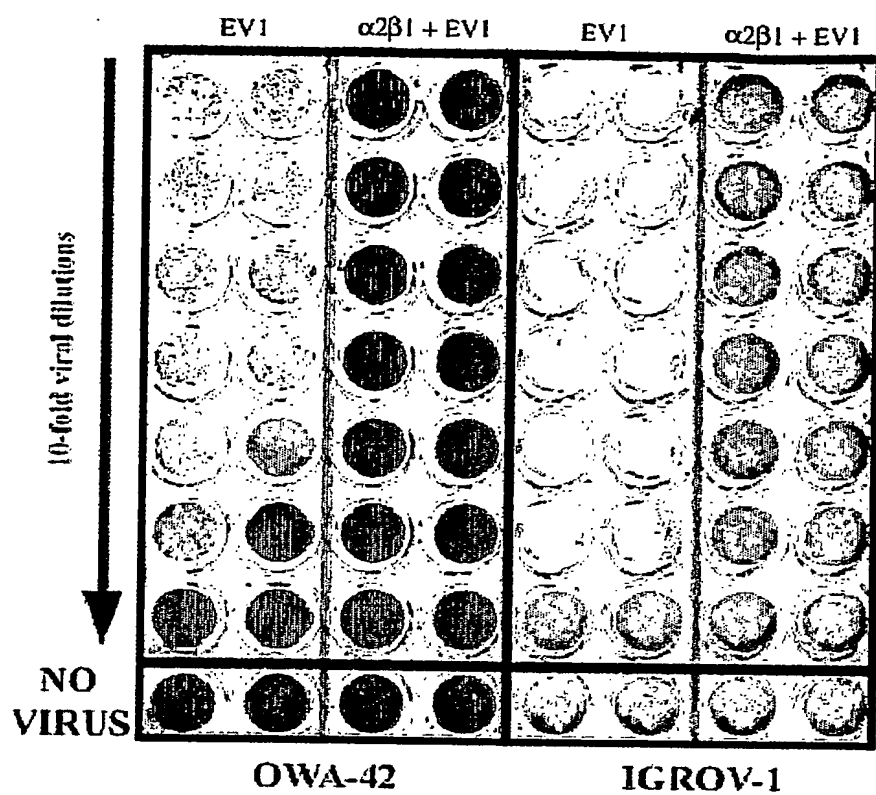 EV1 α2β1 + EV1 EV1 α2β1 + EV1
10-fold viral dilutions
NO
VIRUS
OWA-42 IGROV-1